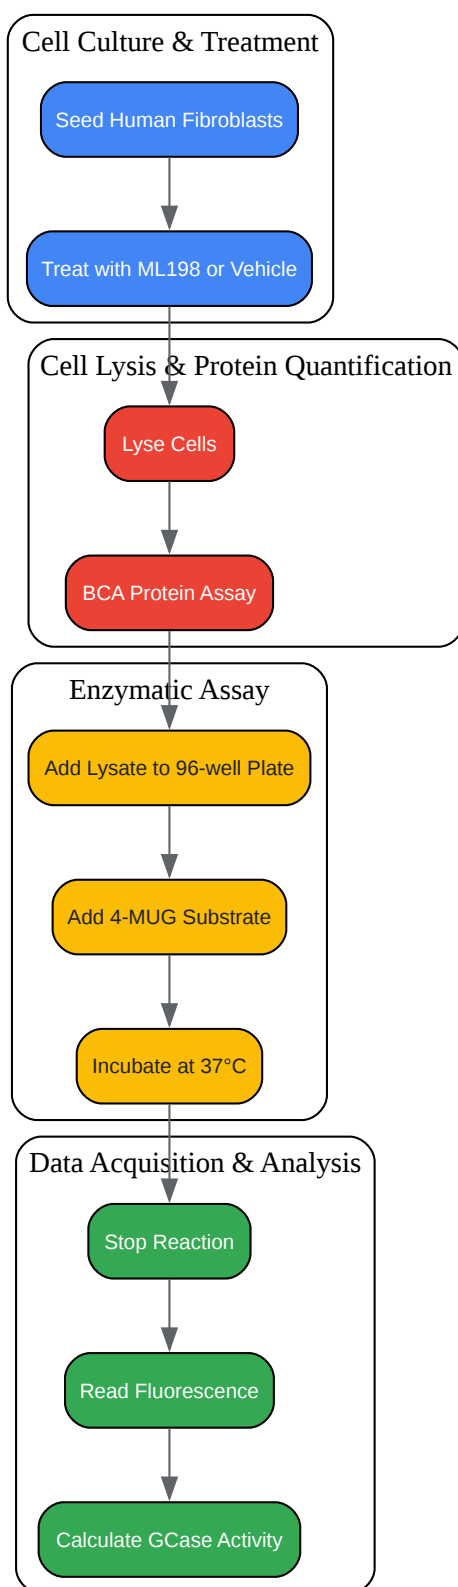 Cell Culture & Treatment
Seed Human Fibroblasts
Treat with ML198 or Vehicle
Cell Lysis & Protein Quantification
Lyse Cells
BCA Protein Assay
Enzymatic Assay
Add Lysate to 96-well Plate
Add 4-MUG Substrate
Incubate at 37°C
Data Acquisition & Analysis
Stop Reaction
Read Fluorescence
Calculate GCase Activity